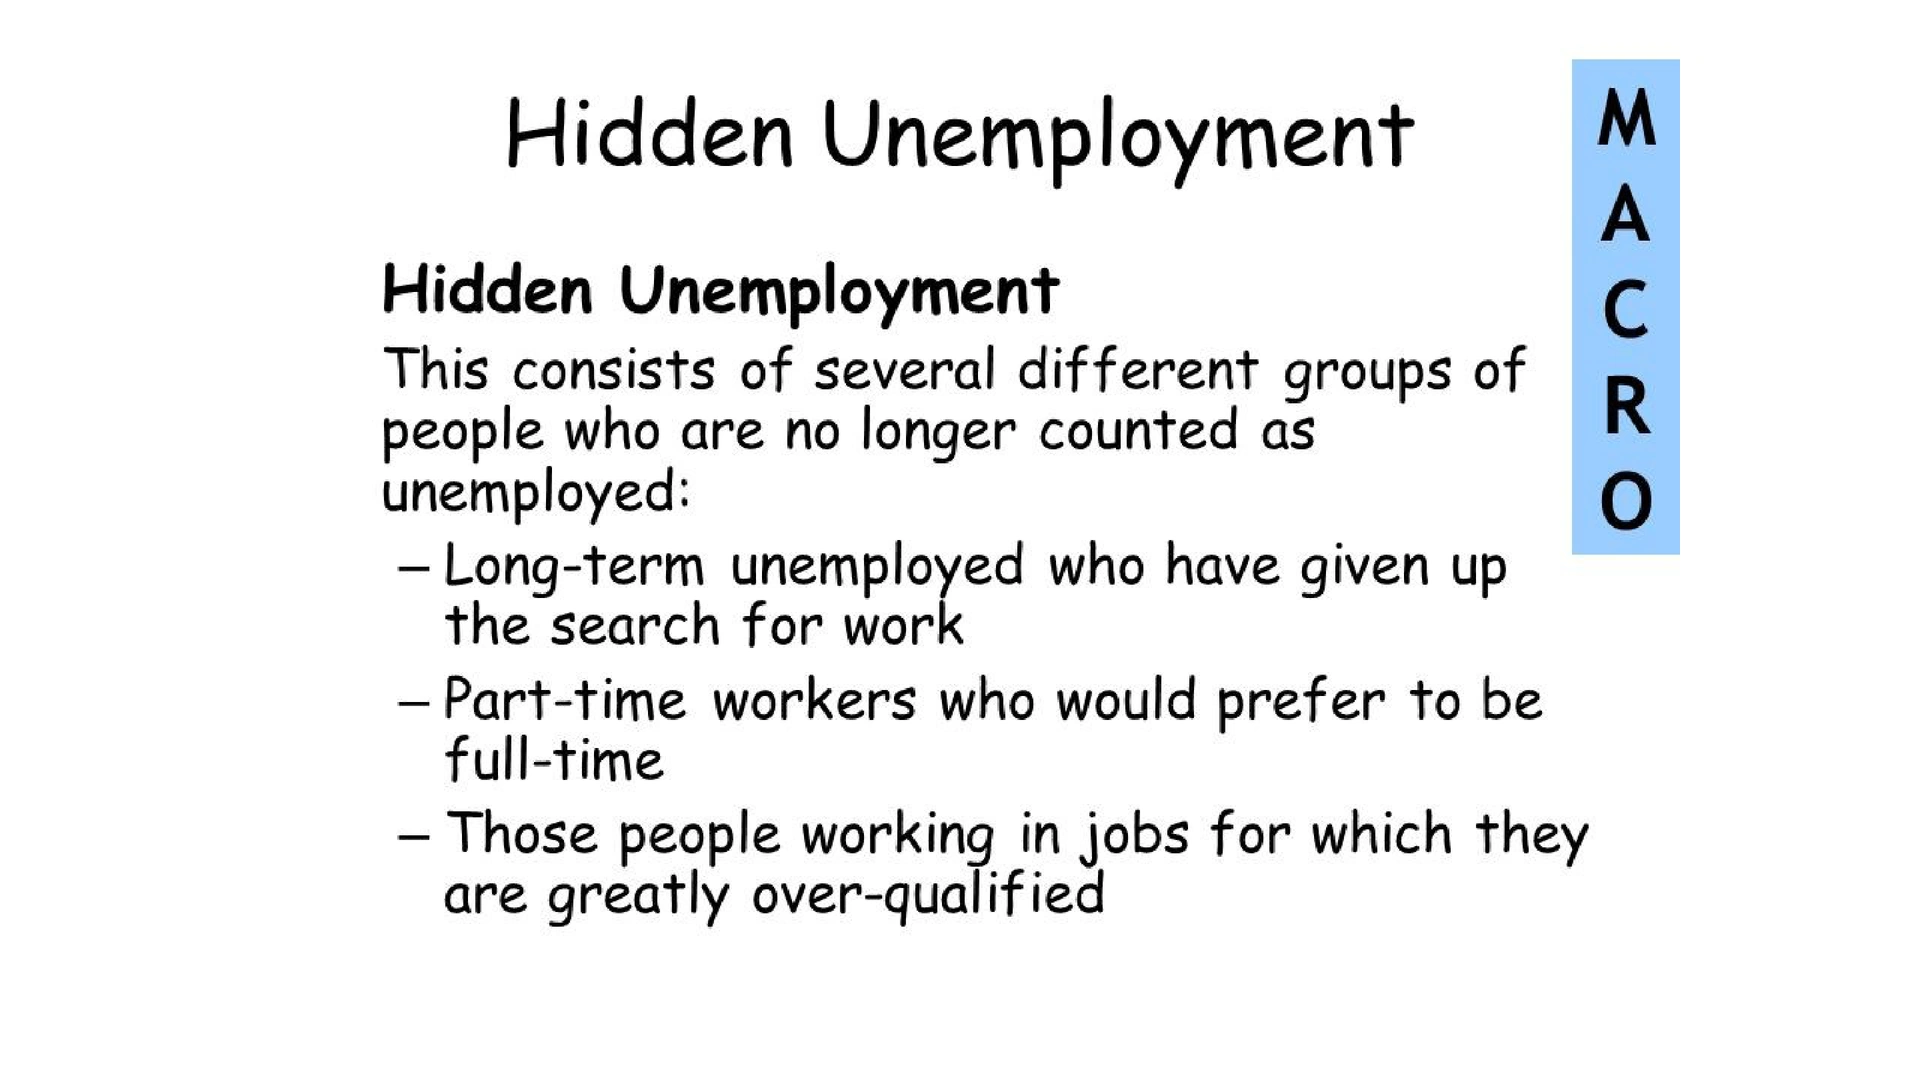 Hidden Unemployment
M
A
C
R
O
Hidden Unemployment
This consists of several different groups of
people who are no longer counted as
unemployed:
– Long-term unemployed who have given up
the search for work
– Part-time workers who would prefer to be
full-time
– Those people working in jobs for which they
are greatly over-qualified